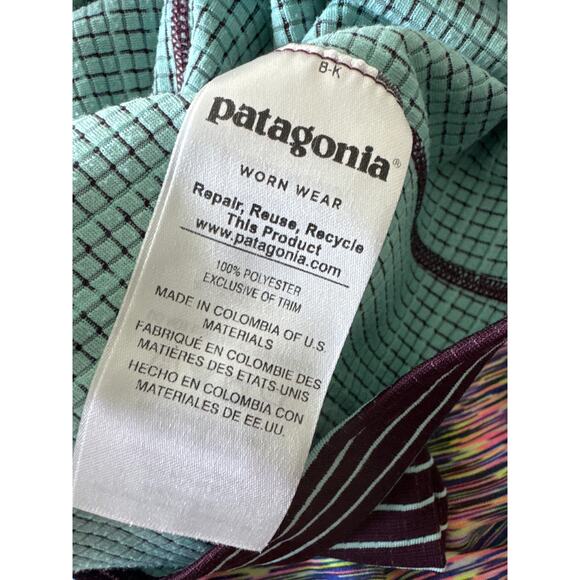 B-K
patagonia®
WORN WEAR
Repair, Reuse, Recycle
This Product
www.patagonia.com
100% POLYESTER
EXCLUSIVE OF TRIM
MADE IN COLOMBIA OF U.S.
MATERIALS
FABRIQUÉ EN COLOMBIE DES
MATIÈRES DES ÉTATS-UNIS
HECHO EN COLOMBIA CON
MATERIALES DE EE.UU.